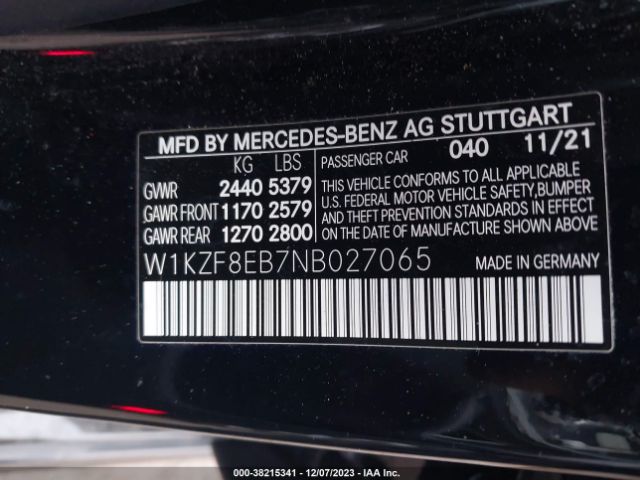 MFD BY MERCEDES-BENZ AG STUTTGART
KG LBS PASSENGER CAR 040 11/21
GVWR 2440 5379
GAWR FRONT 1170 2579
GAWR REAR 1270 2800
THIS VEHICLE CONFORMS TO ALL APPLICABLE
U.S. FEDERAL MOTOR VEHICLE SAFETY,BUMPER
AND THEFT PREVENTION STANDARDS IN EFFECT
ON THE DATE OF MANUFACTURE SHOWN ABOVE.
W1KZF8EB7NB027065 MADE IN GERMANY
000-38215341 - 12/07/2023 - IAA Inc.